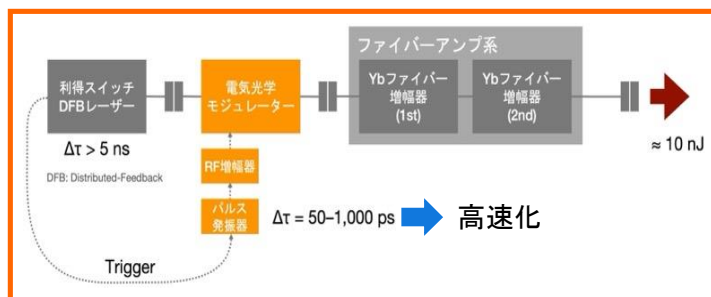 ファイバーアンプ系
利得スイッチ
DFBレーザー
電気光学
モジュレーター
Ybファイバー
増幅器
(1st)
Ybファイバー
増幅器
(2nd)
Δτ > 5 ns
DFB: Distributed-Feedback
RF増幅器
パルス
発振器
Δτ = 50–1,000 ps
高速化
≈ 10 nJ
Trigger